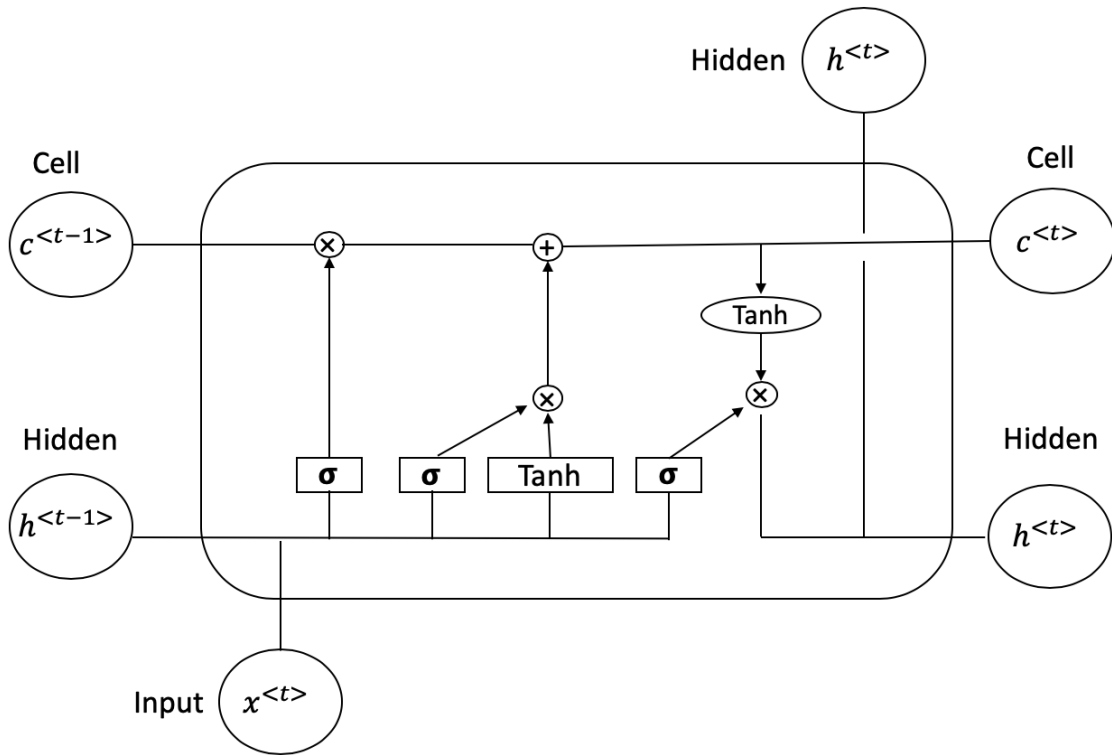 Hidden h^{<t>}
Cell
Cell
c^{<t-1>}
×
+
c^{<t>}
Tanh
×
×
Hidden
Hidden
σ
σ
Tanh
σ
h^{<t-1>}
h^{<t>}
Input x^{<t>}